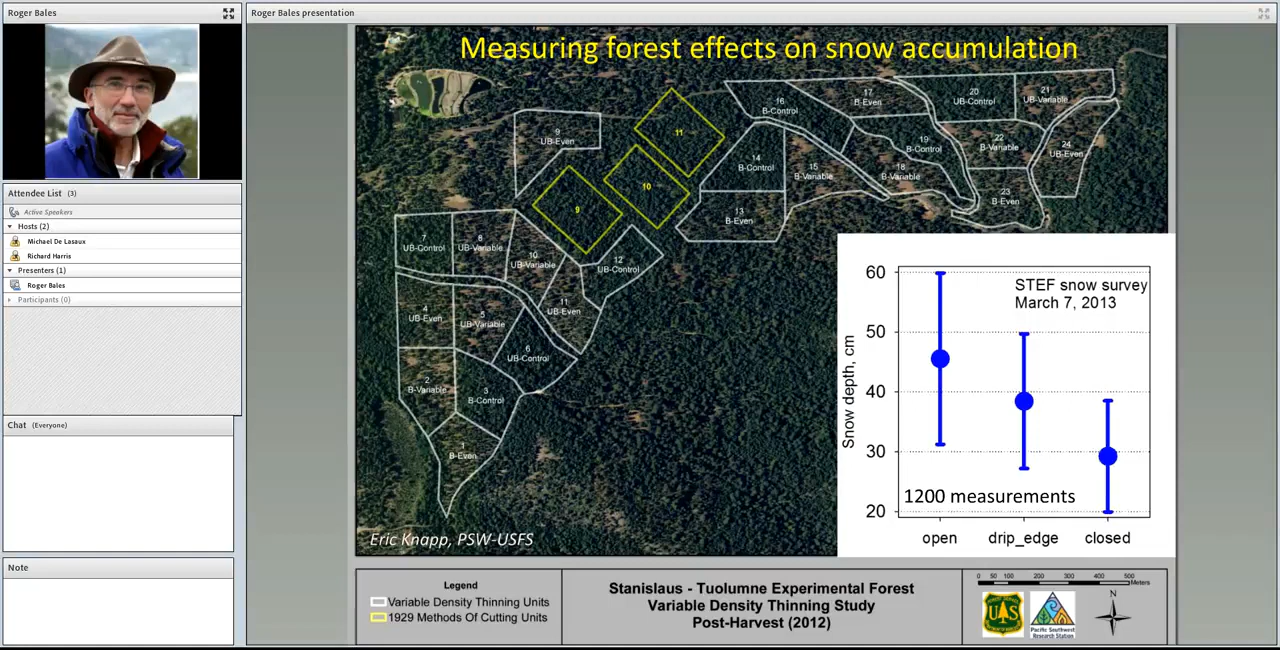 Roger Bales
Attendee List (3)
Active Speakers
Hosts (2)
Michael De Lasaux
Richard Harris
Presenters (1)
Roger Bales
Participants (0)
Chat (Everyone)
Note
Roger Bales presentation
Measuring forest effects on snow accumulation
9
UB-Even
11
10
9
16
B-Control
17
B-Even
20
UB-Control
21
UB-Variable
19
B-Control
22
B-Variable
24
UB-Even
14
B-Control
15
B-Variable
18
B-Variable
23
B-Even
13
B-Even
7
UB-Control
8
UB-Variable
10
UB-Variable
12
UB-Control
4
UB-Even
5
UB-Variable
11
UB-Even
6
UB-Control
2
B-Variable
3
B-Control
1
B-Even
Eric Knapp, PSW-USFS
STEF snow survey
March 7, 2013
Snow depth, cm
60
50
40
30
20
1200 measurements
open drip_edge closed
Legend
Variable Density Thinning Units
1929 Methods Of Cutting Units
Stanislaus - Tuolumne Experimental Forest
Variable Density Thinning Study
Post-Harvest (2012)
0 50 100 200 300 400 500
Meters
N
UAS
Pacific Southwest
Research Station